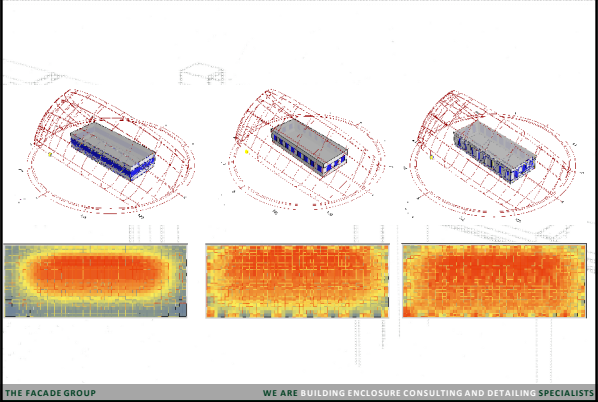 THE FACADE GROUP
WE ARE BUILDING ENCLOSURE CONSULTING AND DETAILING SPECIALISTS